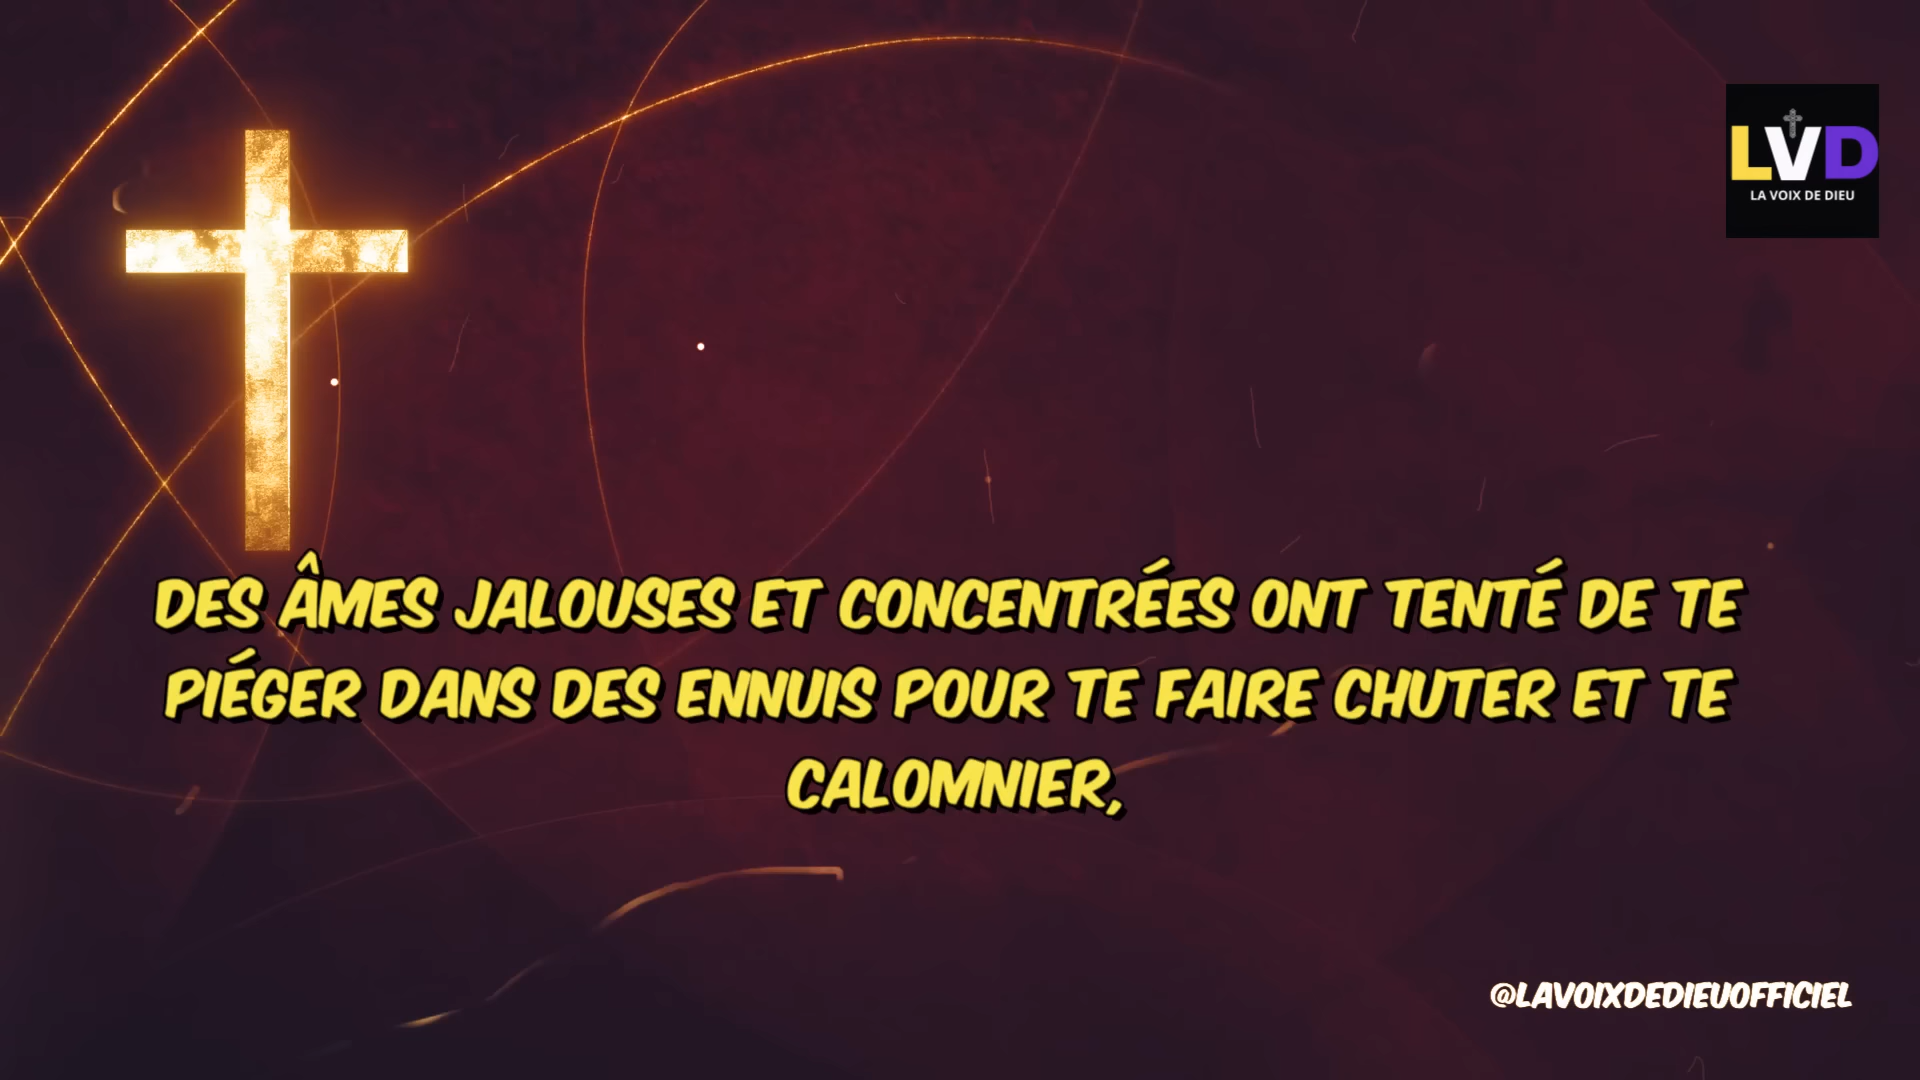 LVD
LA VOIX DE DIEU
DES ÂMES JALOUSES ET CONCENTRÉES ONT TENTÉ DE TE
PIÉGER DANS DES ENNUIS POUR TE FAIRE CHUTER ET TE
CALOMNIER,
@LAVOIXDEDIEUOFFICIEL